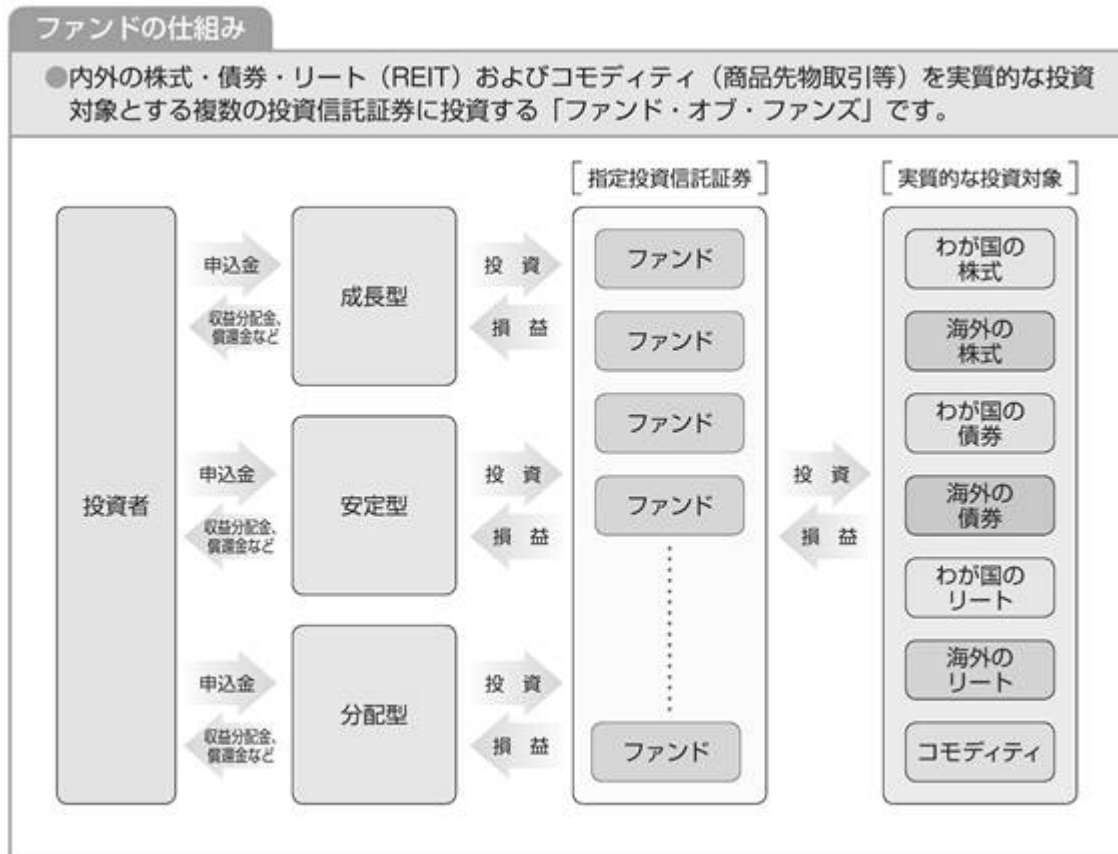 ファンドの仕組み
●内外の株式・債券・リート（REIT）およびコモディティ（商品先物取引等）を実質的な投資
対象とする複数の投資信託証券に投資する「ファンド・オブ・ファンズ」です。
指定投資信託証券
実質的な投資対象
投資者
申込金
収益分配金、
償還金など
成長型
投 資
損 益
申込金
収益分配金、
償還金など
安定型
投 資
損 益
申込金
収益分配金、
償還金など
分配型
投 資
損 益
ファンド
ファンド
ファンド
ファンド
ファンド
投 資
損 益
わが国の
株式
海外の
株式
わが国の
債券
海外の
債券
わが国の
リート
海外の
リート
コモディティ